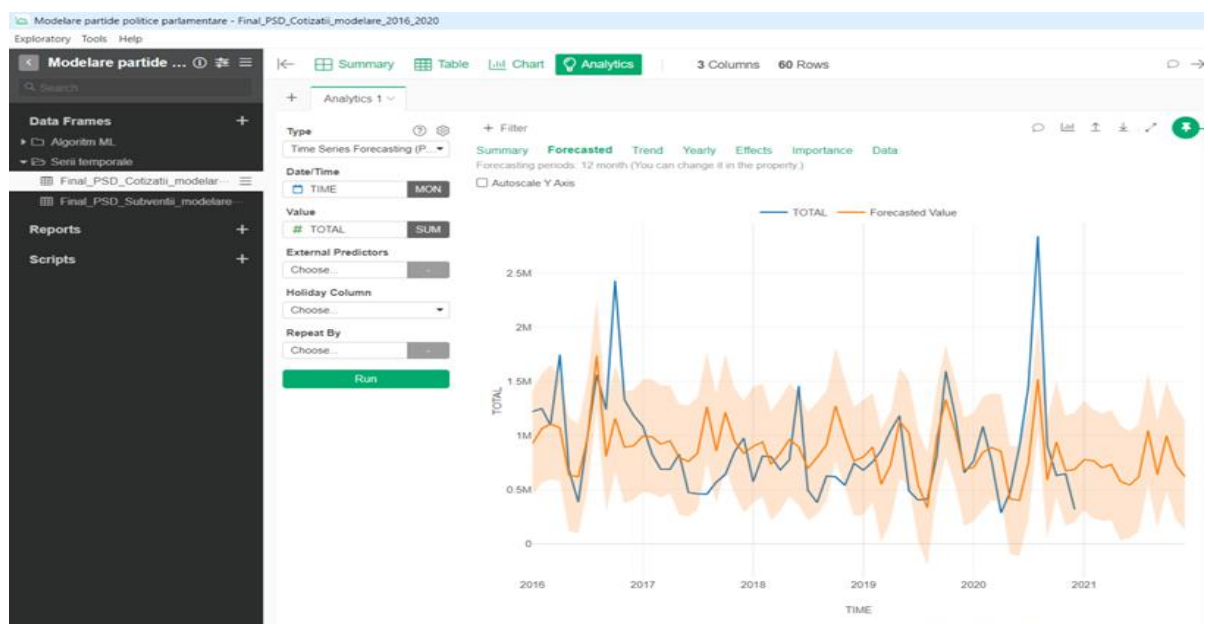 Modelare partide politice parlamentare - Final_PSD_Cotizatii_modelare_2016_2020
Exploratory Tools Help
Modelare partide ...
Search
Data Frames +
Algoritm ML
Serii temporale
Final_PSD_Cotizatii_modelar...
Final_PSD_Subventii_modelare...
Reports +
Scripts +
Summary Table Chart Analytics 3 Columns 60 Rows
+ Analytics 1
Type
Time Series Forecasting (P...
Date/Time
TIME MON
Value
# TOTAL SUM
External Predictors
Choose... -
Holiday Column
Choose...
Repeat By
Choose... -
Run
+ Filter
Summary Forecasted Trend Yearly Effects Importance Data
Forecasting periods: 12 month (You can change it in the property.)
Autoscale Y Axis
TOTAL Forecasted Value
2.5M
2M
1.5M
1M
0.5M
0
TOTAL
2016 2017 2018 2019 2020 2021
TIME